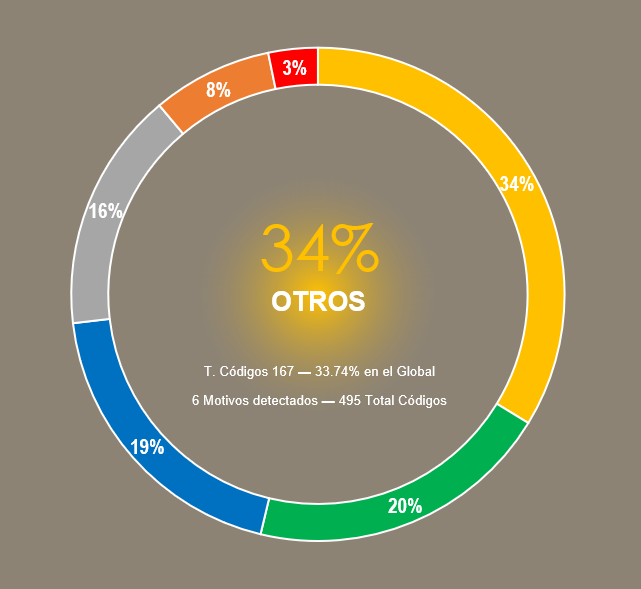 3%
8%
34%
16%
34%
OTROS
T. Códigos 167 — 33.74% en el Global
6 Motivos detectados — 495 Total Códigos
19%
20%